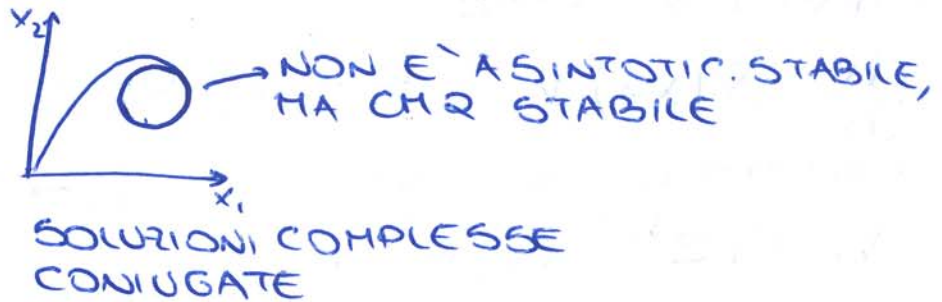 X₂
NON E` ASINTOTIC. STABILE,
MA CMQ STABILE
X₁
SOLUZIONI COMPLESSE
CONIUGATE